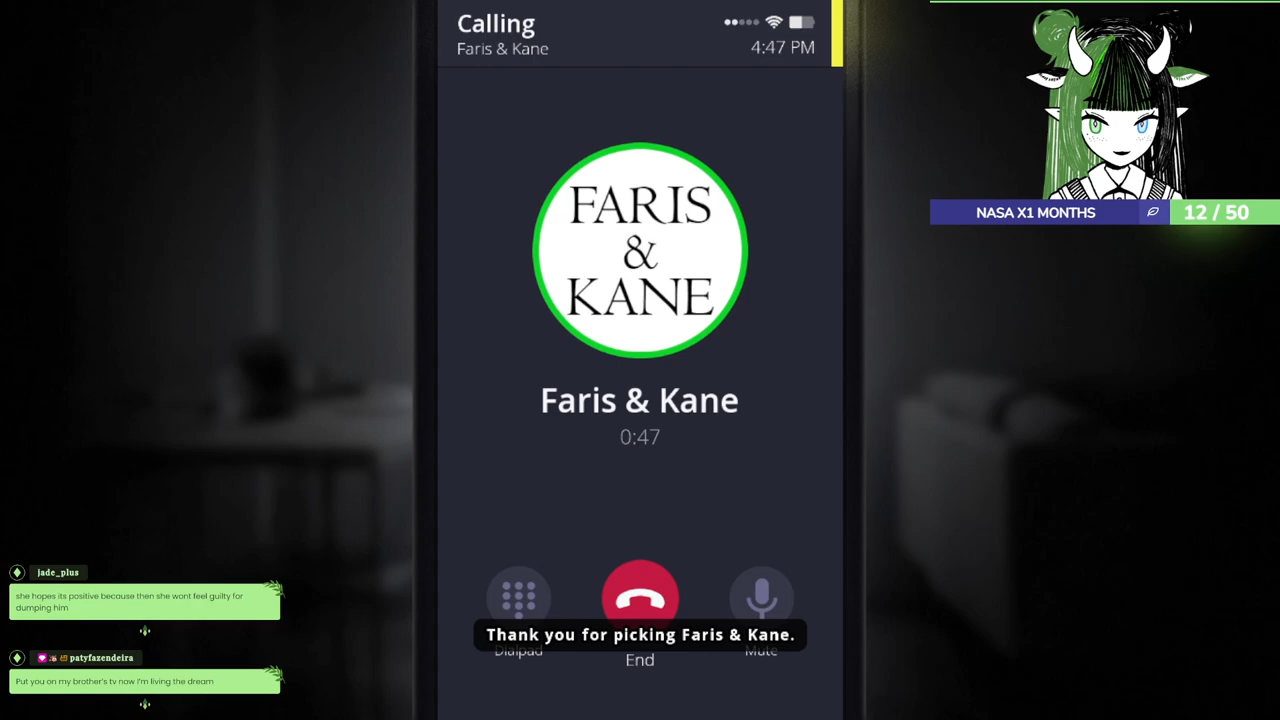 Calling
Faris & Kane
4:47 PM
FARIS
&
KANE
Faris & Kane
0:47
Thank you for picking Faris & Kane.
Dialpad
End
Mute
NASA X1 MONTHS
12 / 50
jade_plus
she hopes its positive because then she wont feel guilty for
dumping him
patyfazendeira
Put you on my brother's tv now I'm living the dream